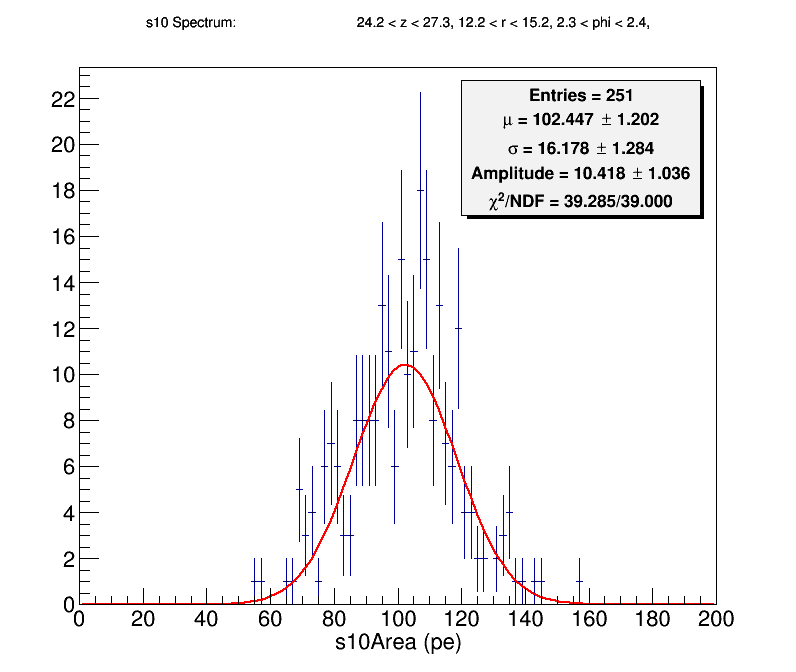 s10 Spectrum: 24.2 < z < 27.3, 12.2 < r < 15.2, 2.3 < phi < 2.4,
Entries = 251
μ = 102.447 ± 1.202
σ = 16.178 ± 1.284
Amplitude = 10.418 ± 1.036
χ²/NDF = 39.285/39.000
22
20
18
16
14
12
10
8
6
4
2
0
0 20 40 60 80 100 120 140 160 180 200
s10Area (pe)